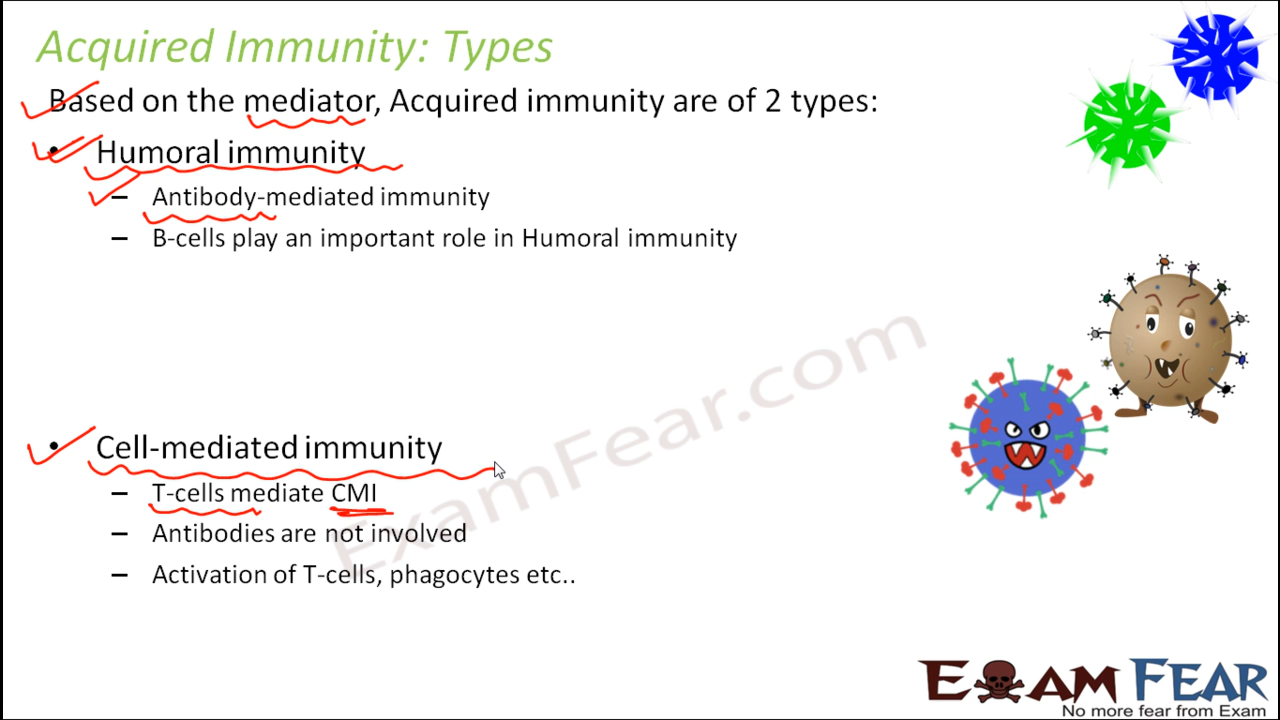 Acquired Immunity: Types
Based on the mediator, Acquired immunity are of 2 types:
• Humoral immunity
– Antibody-mediated immunity
– B-cells play an important role in Humoral immunity
• Cell-mediated immunity
– T-cells mediate CMI
– Antibodies are not involved
– Activation of T-cells, phagocytes etc..
ExamFear.com
EXAM FEAR
No more fear from Exam